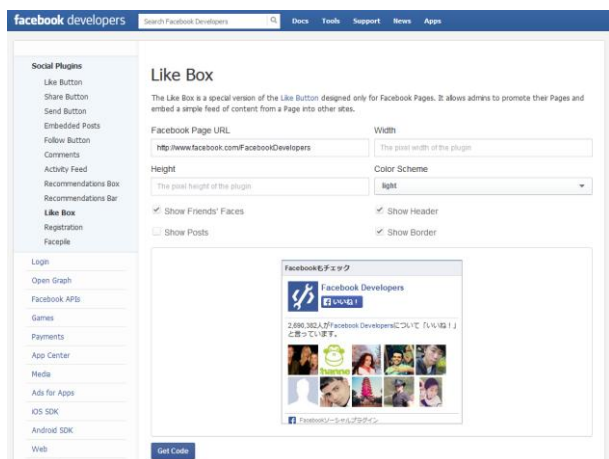 facebook developers
Search Facebook Developers
Docs Tools Support News Apps
Social Plugins
Like Button
Share Button
Send Button
Embedded Posts
Follow Button
Comments
Activity Feed
Recommendations Box
Recommendations Bar
Like Box
Registration
Facepile
Login
Open Graph
Facebook APIs
Games
Payments
App Center
Media
Ads for Apps
iOS SDK
Android SDK
Web
Like Box
The Like Box is a special version of the Like Button designed only for Facebook Pages. It allows admins to promote their Pages and
embed a simple feed of content from a Page into other sites.
Facebook Page URL
Width
http://www.facebook.com/FacebookDevelopers
The pixel width of the plugin
Height
Color Scheme
The pixel height of the plugin
light
Show Friends' Faces
Show Header
Show Posts
Show Border
Facebookもチェック
Facebook Developers
いいね！
2,690,382人がFacebook Developersについて「いいね！」
と言っています。
Facebookソーシャルプラグイン
Get Code